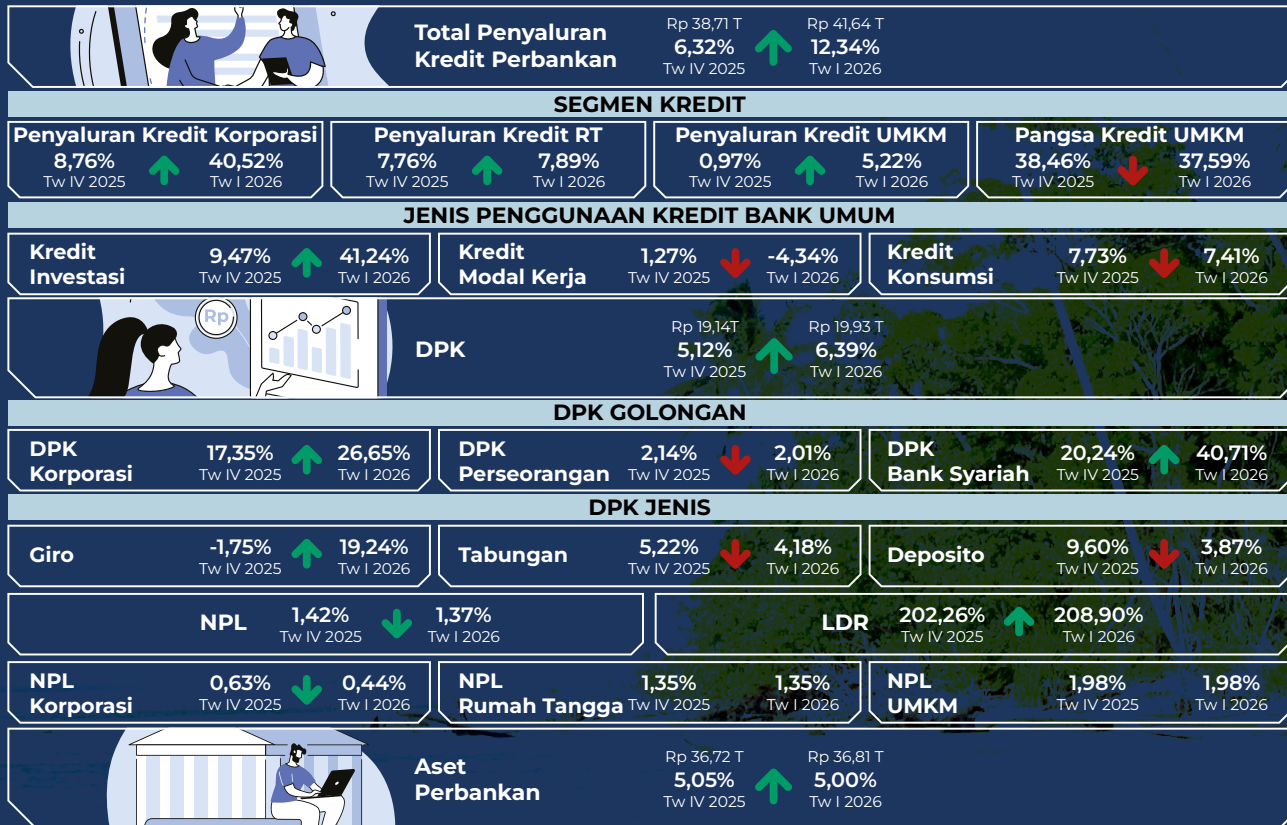 Total Penyaluran
Kredit Perbankan
Rp 38,71 T
6,32%
Tw IV 2025
Rp 41,64 T
12,34%
Tw I 2026
SEGMEN KREDIT
Penyaluran Kredit Korporasi
8,76%
Tw IV 2025
40,52%
Tw I 2026
Penyaluran Kredit RT
7,76%
Tw IV 2025
7,89%
Tw I 2026
Penyaluran Kredit UMKM
0,97%
Tw IV 2025
5,22%
Tw I 2026
Pangsa Kredit UMKM
38,46%
Tw IV 2025
37,59%
Tw I 2026
JENIS PENGGUNAAN KREDIT BANK UMUM
Kredit
Investasi
9,47%
Tw IV 2025
41,24%
Tw I 2026
Kredit
Modal Kerja
1,27%
Tw IV 2025
-4,34%
Tw I 2026
Kredit
Konsumsi
7,73%
Tw IV 2025
7,41%
Tw I 2026
Rp
DPK
Rp 19,14T
5,12%
Tw IV 2025
Rp 19,93 T
6,39%
Tw I 2026
DPK GOLONGAN
DPK
Korporasi
17,35%
Tw IV 2025
26,65%
Tw I 2026
DPK
Perseorangan
2,14%
Tw IV 2025
2,01%
Tw I 2026
DPK
Bank Syariah
20,24%
Tw IV 2025
40,71%
Tw I 2026
DPK JENIS
Giro
-1,75%
Tw IV 2025
19,24%
Tw I 2026
Tabungan
5,22%
Tw IV 2025
4,18%
Tw I 2026
Deposito
9,60%
Tw IV 2025
3,87%
Tw I 2026
NPL
1,42%
Tw IV 2025
1,37%
Tw I 2026
LDR
202,26%
Tw IV 2025
208,90%
Tw I 2026
NPL
Korporasi
0,63%
Tw IV 2025
0,44%
Tw I 2026
NPL
Rumah Tangga
1,35%
Tw IV 2025
1,35%
Tw I 2026
NPL
UMKM
1,98%
Tw IV 2025
1,98%
Tw I 2026
Aset
Perbankan
Rp 36,72 T
5,05%
Tw IV 2025
Rp 36,81 T
5,00%
Tw I 2026